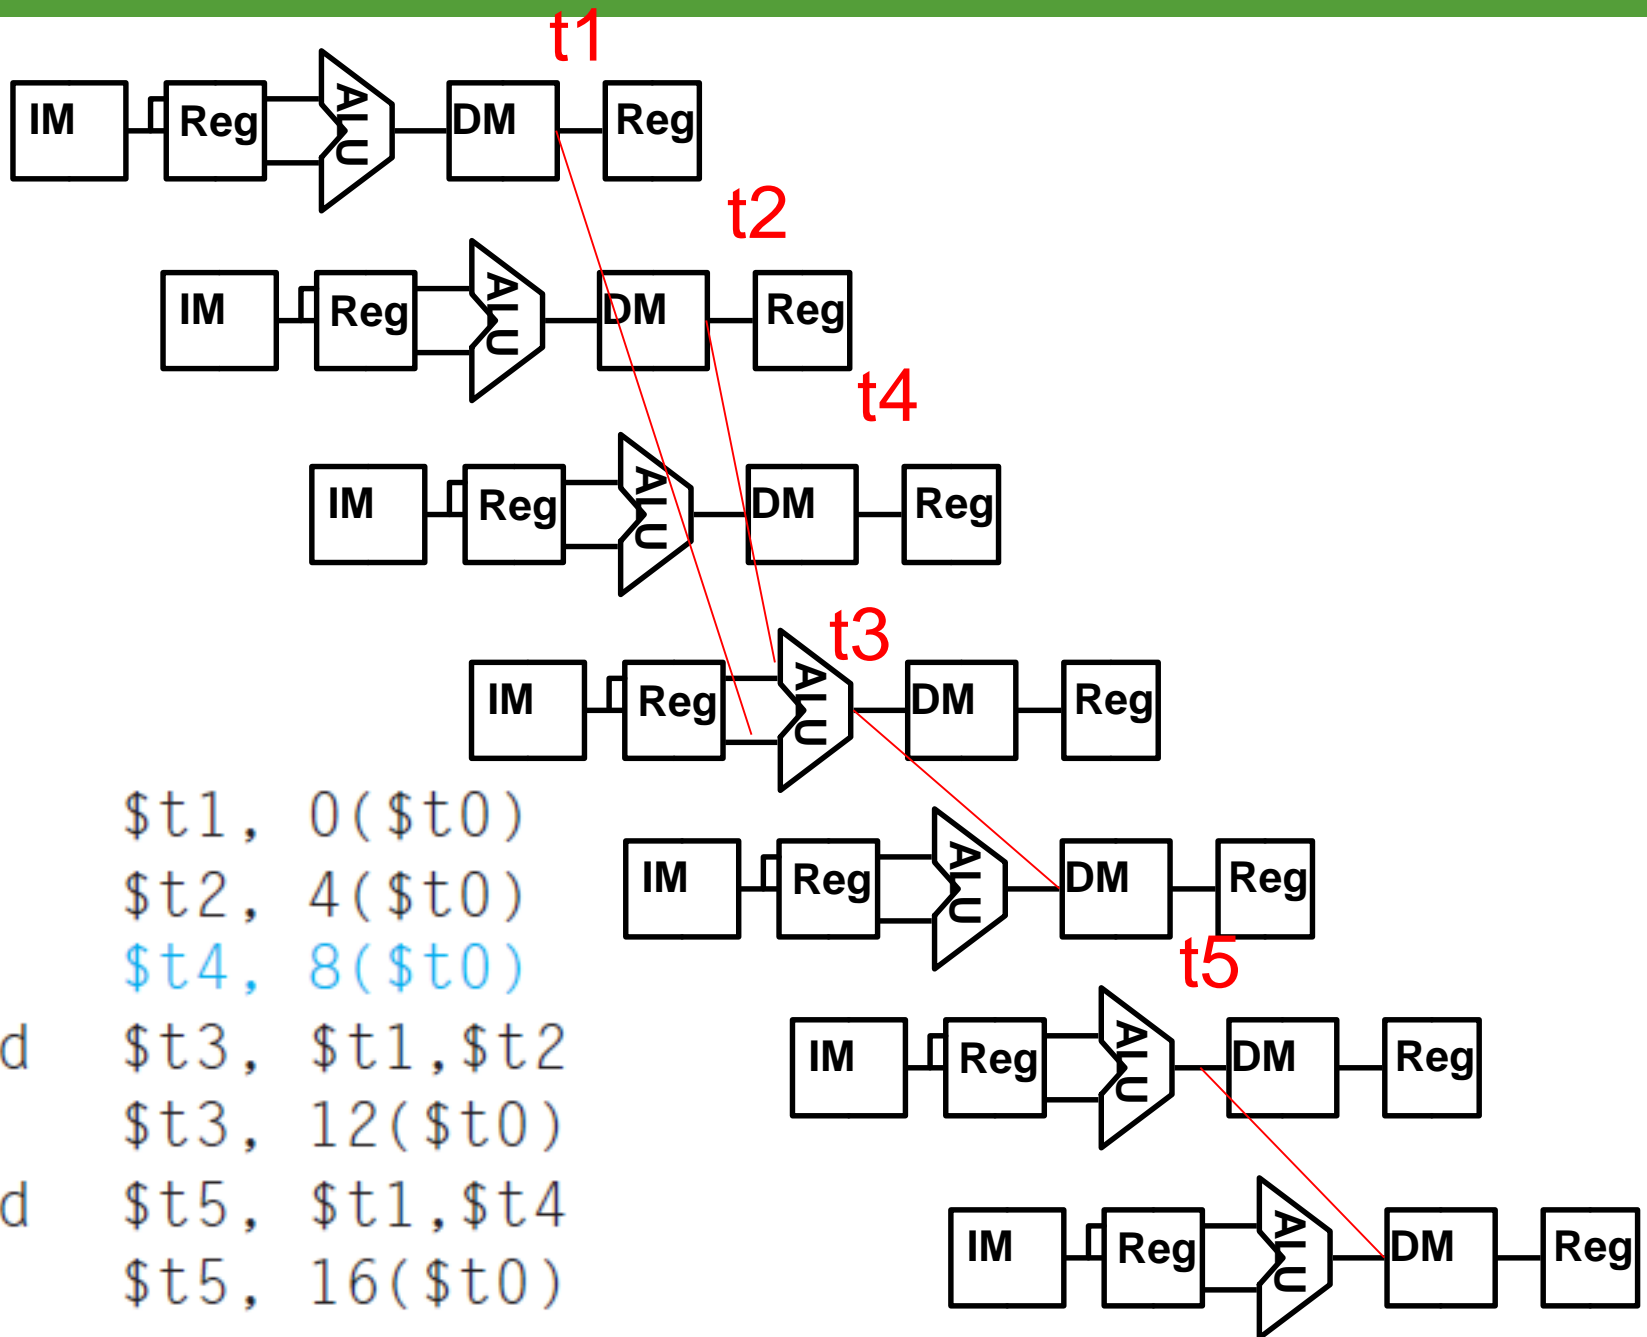 t1
IM Reg ALU DM Reg
t2
IM Reg ALU DM Reg
t4
IM Reg ALU DM Reg
t3
IM Reg ALU DM Reg
$t1, 0($t0)
$t2, 4($t0)
$t4, 8($t0)
d $t3, $t1,$t2
$t3, 12($t0)
d $t5, $t1,$t4
$t5, 16($t0)
IM Reg ALU DM Reg
t5
IM Reg ALU DM Reg
IM Reg ALU DM Reg